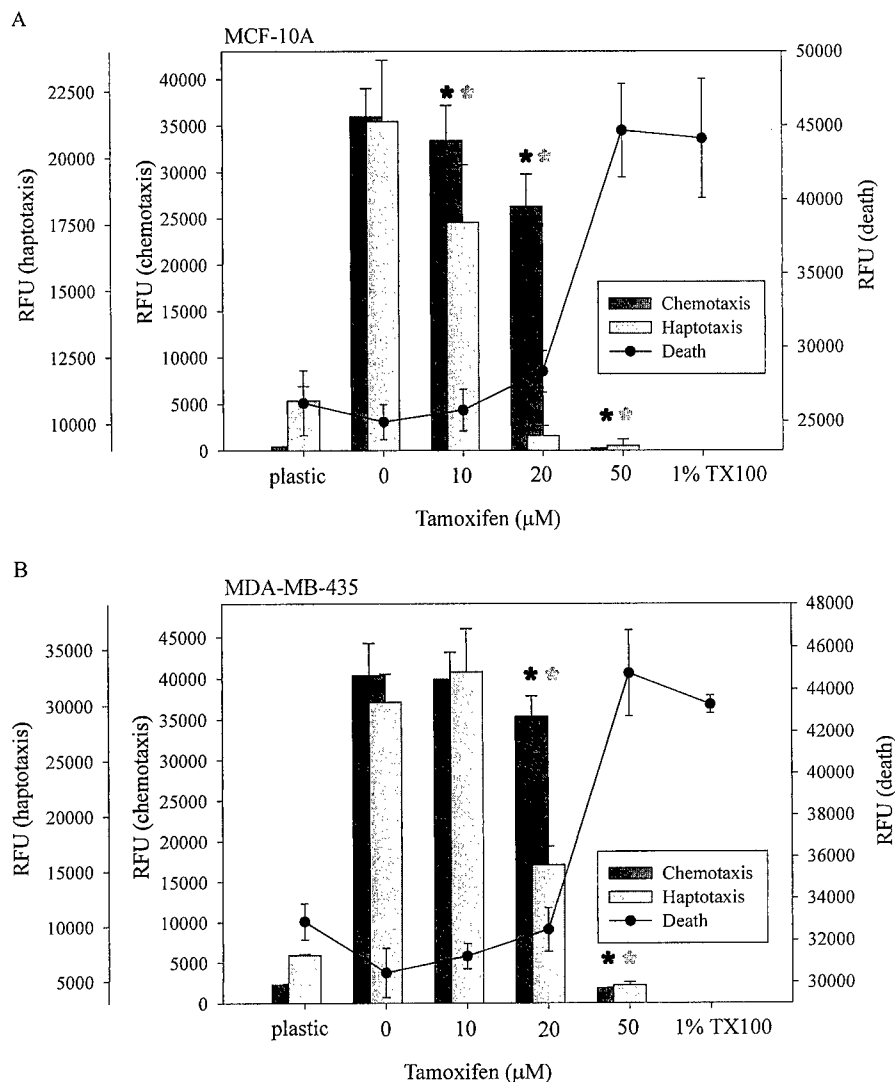 A
MCF-10A
RFU (haptotaxis)
22500
20000
17500
15000
12500
10000
RFU (chemotaxis)
40000
35000
30000
25000
20000
15000
10000
5000
0
50000
45000
40000
35000
30000
25000
RFU (death)
Chemotaxis
Haptotaxis
Death
plastic 0 10 20 50 1% TX100
Tamoxifen (μM)
B
MDA-MB-435
RFU (haptotaxis)
35000
30000
25000
20000
15000
10000
5000
RFU (chemotaxis)
45000
40000
35000
30000
25000
20000
15000
10000
5000
0
48000
46000
44000
42000
40000
38000
36000
34000
32000
30000
RFU (death)
Chemotaxis
Haptotaxis
Death
plastic 0 10 20 50 1% TX100
Tamoxifen (μM)